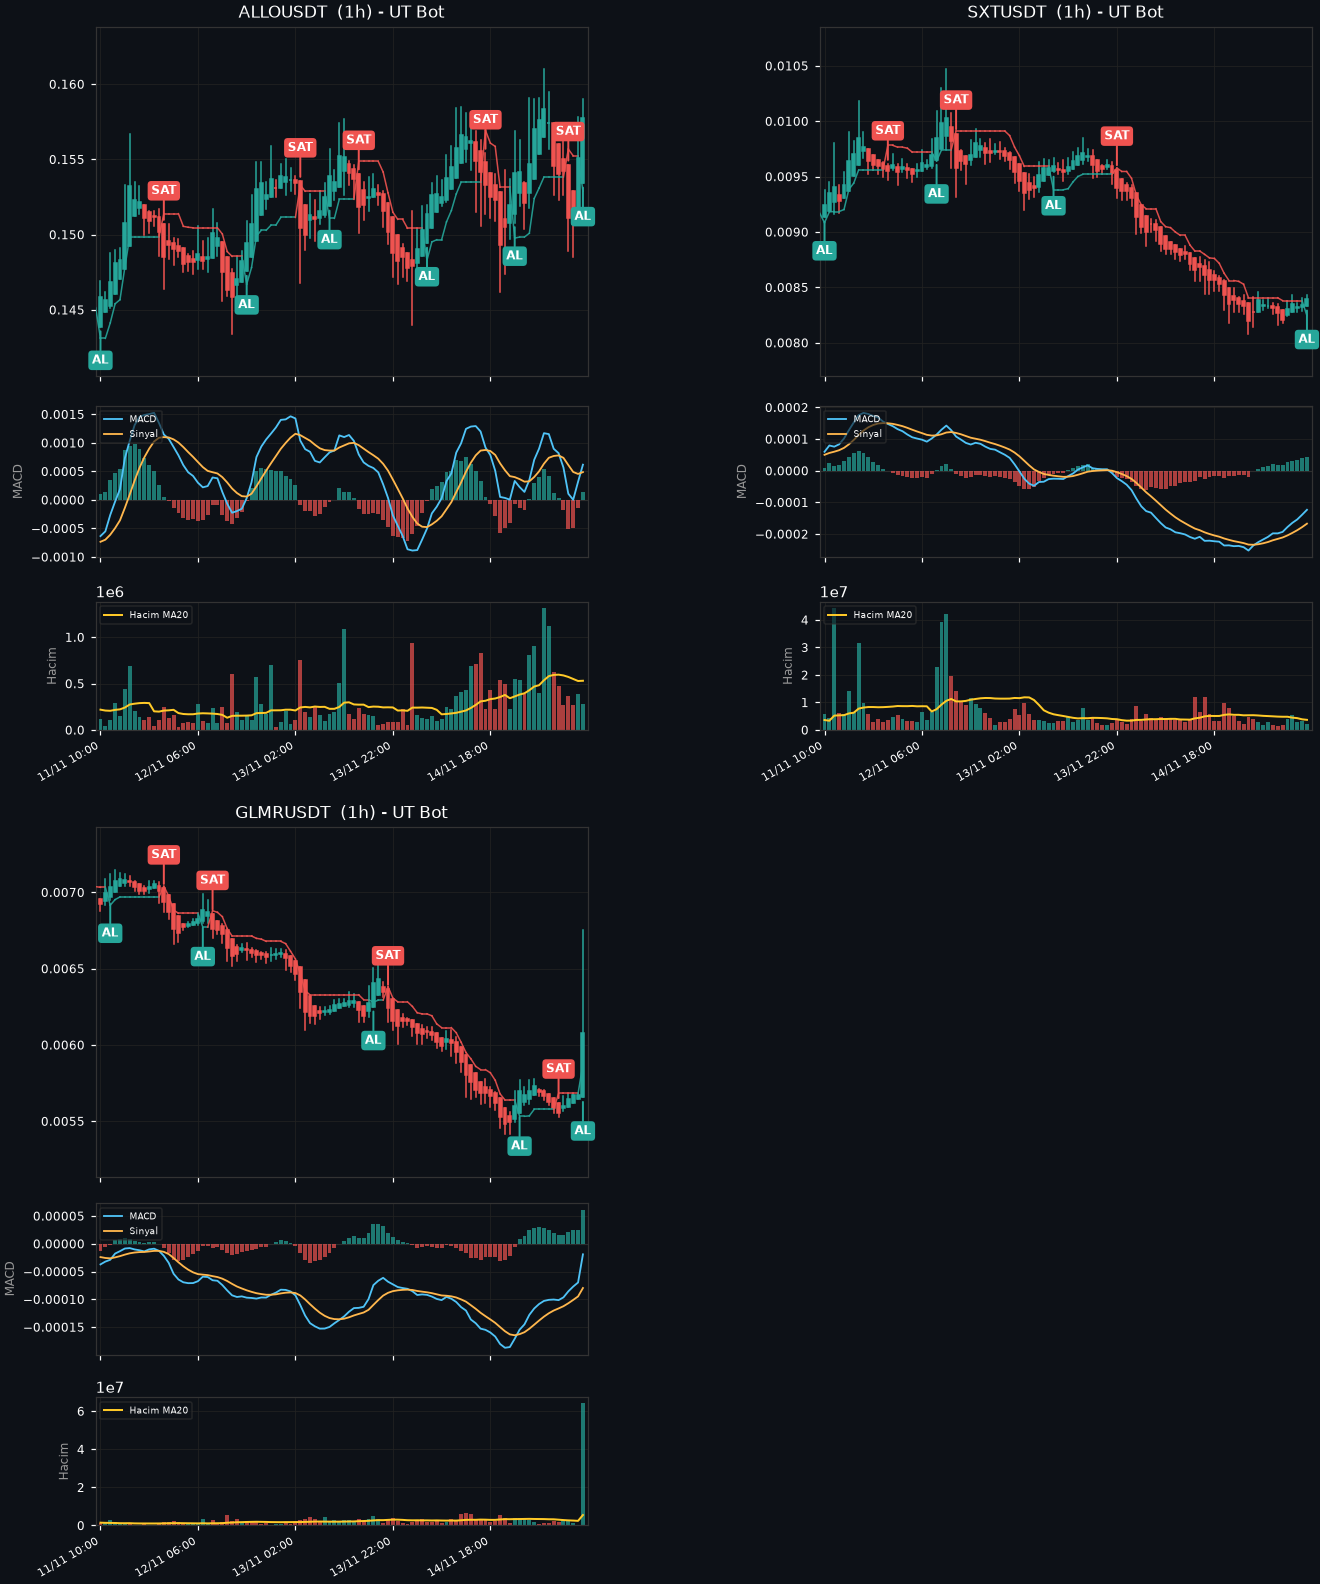 ALLOUSDT  (1h) - UT Bot
0.160
0.155
0.150
0.145
SAT
SAT
SAT
SAT
SAT
AL
AL
AL
AL
AL
AL
MACD
0.0015
0.0010
0.0005
0.0000
−0.0005
−0.0010
MACD
Sinyal
1e6
Hacim
1.0
0.5
0.0
Hacim MA20
11/11 10:00
12/11 06:00
13/11 02:00
13/11 22:00
14/11 18:00
SXTUSDT  (1h) - UT Bot
0.0105
0.0100
0.0095
0.0090
0.0085
0.0080
SAT
SAT
SAT
AL
AL
AL
AL
MACD
0.0002
0.0001
0.0000
−0.0001
−0.0002
MACD
Sinyal
1e7
Hacim
4
3
2
1
0
Hacim MA20
11/11 10:00
12/11 06:00
13/11 02:00
13/11 22:00
14/11 18:00
GLMRUSDT  (1h) - UT Bot
0.0070
0.0065
0.0060
0.0055
SAT
SAT
SAT
SAT
AL
AL
AL
AL
AL
MACD
0.00005
0.00000
−0.00005
−0.00010
−0.00015
MACD
Sinyal
1e7
Hacim
6
4
2
0
Hacim MA20
11/11 10:00
12/11 06:00
13/11 02:00
13/11 22:00
14/11 18:00